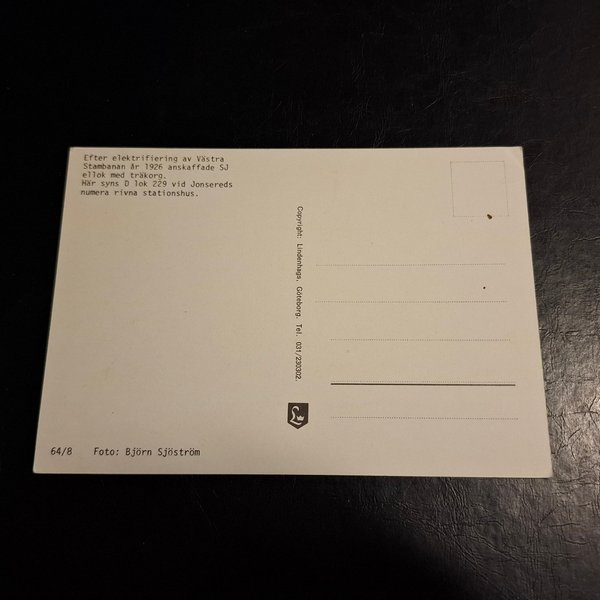 Efter elektrifiering av Västra
Stambanan år 1926 anskaffade SJ
ellok med träkorg.
Här syns D lok 229 vid Jonsereds
numera rivna stationshus.
Copyright: Lindenhags, Göteborg. Tel. 031/230302.
L
64/8 Foto: Björn Sjöström